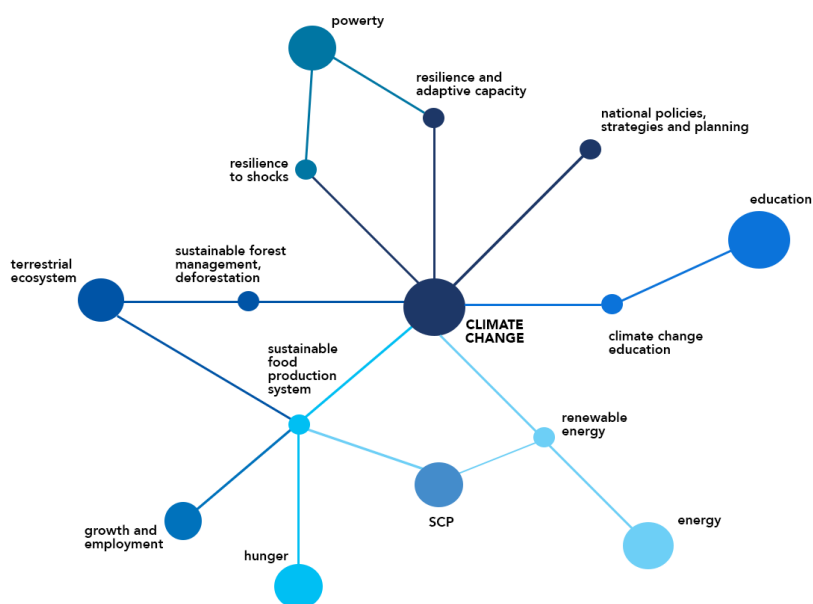 powerty
resilience and
adaptive capacity
national policies,
strategies and planning
resilience
to shocks
education
terrestrial
ecosystem
sustainable forest
management,
deforestation
CLIMATE
CHANGE
climate change
education
sustainable
food
production
system
renewable
energy
growth and
employment
SCP
energy
hunger